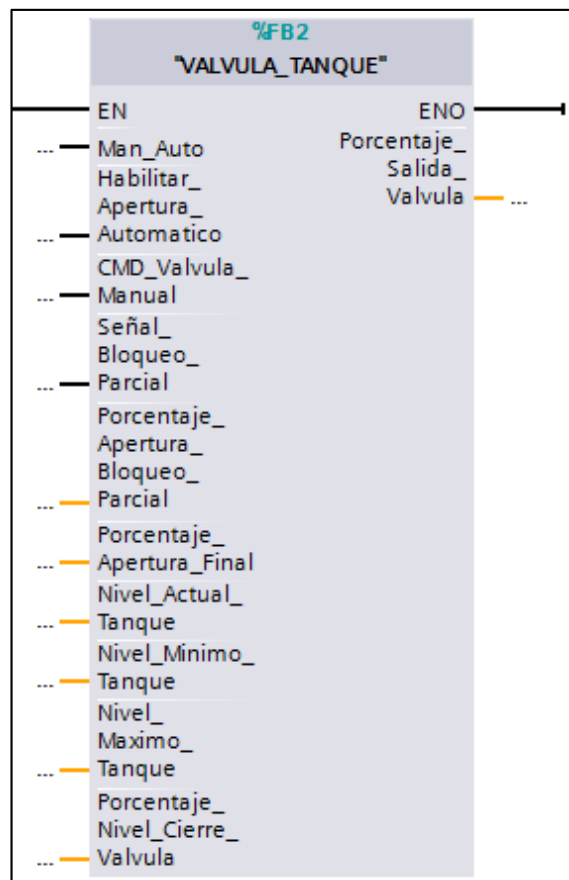 %FB2
"VALVULA_TANQUE"
EN
ENO
... Man_Auto
Porcentaje_
Salida_
Valvula ...
Habilitar_
Apertura_
... Automatico
CMD_Valvula_
... Manual
Señal_
Bloqueo_
... Parcial
Porcentaje_
Apertura_
Bloqueo_
... Parcial
Porcentaje_
... Apertura_Final
Nivel_Actual_
... Tanque
Nivel_Minimo_
... Tanque
Nivel_
Maximo_
... Tanque
Porcentaje_
Nivel_Cierre_
... Valvula